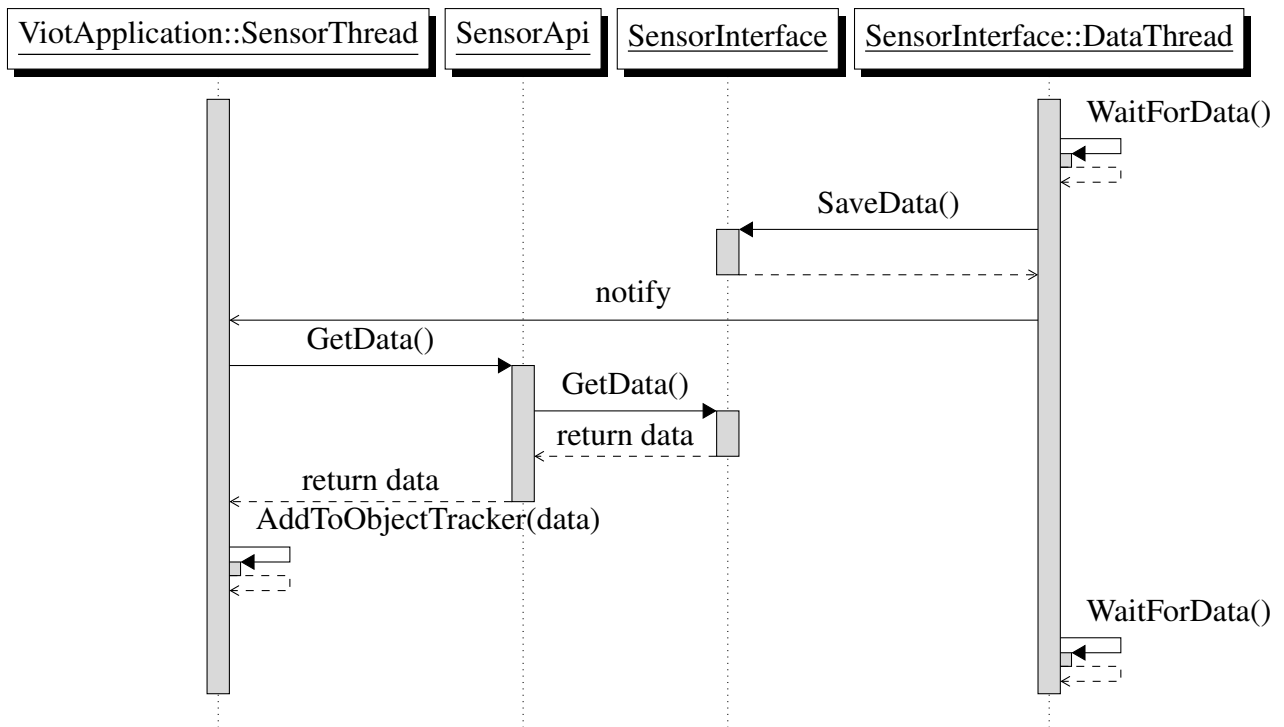 ViotApplication::SensorThread
SensorApi
SensorInterface
SensorInterface::DataThread
WaitForData()
SaveData()
notify
GetData()
GetData()
return data
return data
AddToObjectTracker(data)
WaitForData()